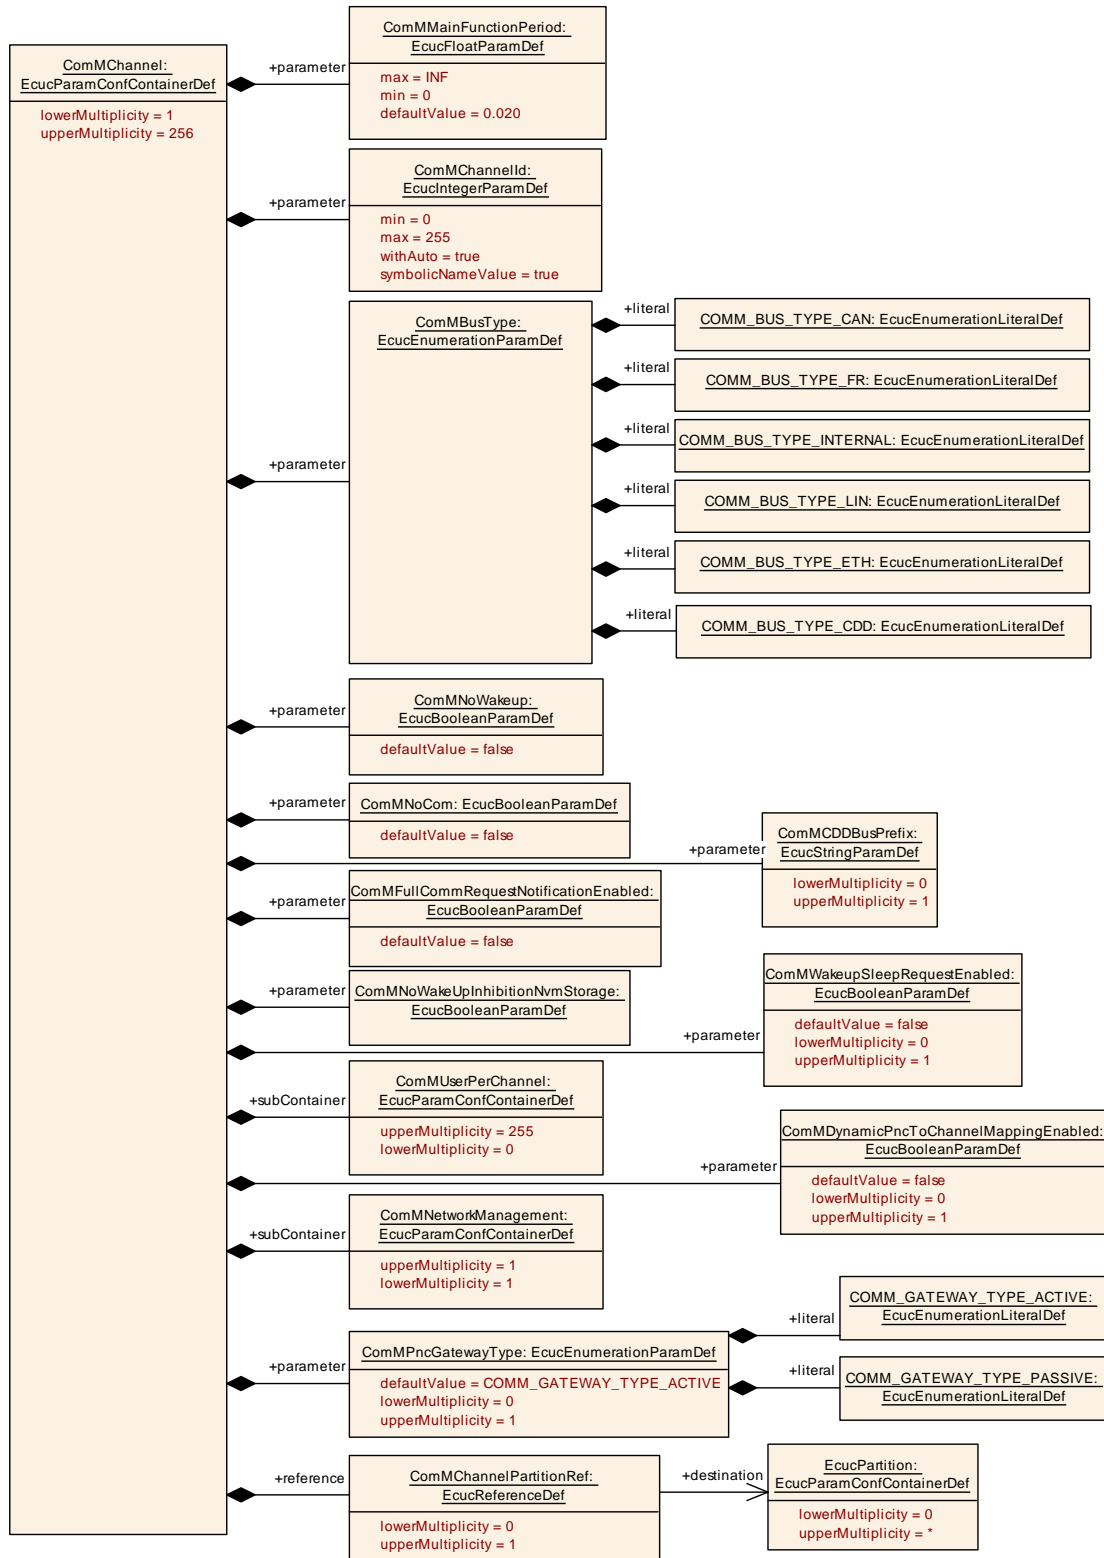 ComMChannel:
EcucParamConfContainerDef
lowerMultiplicity = 1
upperMultiplicity = 256
+parameter
ComMMainFunctionPeriod:
EcucFloatParamDef
max = INF
min = 0
defaultValue = 0.020
+parameter
ComMChannelId:
EcucIntegerParamDef
min = 0
max = 255
withAuto = true
symbolicNameValue = true
+parameter
ComMBusType:
EcucEnumerationParamDef
+literal
COMM_BUS_TYPE_CAN: EcucEnumerationLiteralDef
+literal
COMM_BUS_TYPE_FR: EcucEnumerationLiteralDef
+literal
COMM_BUS_TYPE_INTERNAL: EcucEnumerationLiteralDef
+literal
COMM_BUS_TYPE_LIN: EcucEnumerationLiteralDef
+literal
COMM_BUS_TYPE_ETH: EcucEnumerationLiteralDef
+literal
COMM_BUS_TYPE_CDD: EcucEnumerationLiteralDef
+parameter
ComMNoWakeup:
EcucBooleanParamDef
defaultValue = false
+parameter
ComMNoCom: EcucBooleanParamDef
defaultValue = false
+parameter
ComMCDDBusPrefix:
EcucStringParamDef
lowerMultiplicity = 0
upperMultiplicity = 1
+parameter
ComMFullCommRequestNotificationEnabled:
EcucBooleanParamDef
defaultValue = false
+parameter
ComMNoWakeUpInhibitionNvmStorage:
EcucBooleanParamDef
+parameter
ComMWakeupSleepRequestEnabled:
EcucBooleanParamDef
defaultValue = false
lowerMultiplicity = 0
upperMultiplicity = 1
+subContainer
ComMUserPerChannel:
EcucParamConfContainerDef
upperMultiplicity = 255
lowerMultiplicity = 0
+parameter
ComMDynamicPncToChannelMappingEnabled:
EcucBooleanParamDef
defaultValue = false
lowerMultiplicity = 0
upperMultiplicity = 1
+subContainer
ComMNetworkManagement:
EcucParamConfContainerDef
upperMultiplicity = 1
lowerMultiplicity = 1
+parameter
ComMPncGatewayType: EcucEnumerationParamDef
defaultValue = COMM_GATEWAY_TYPE_ACTIVE
lowerMultiplicity = 0
upperMultiplicity = 1
+literal
COMM_GATEWAY_TYPE_ACTIVE:
EcucEnumerationLiteralDef
+literal
COMM_GATEWAY_TYPE_PASSIVE:
EcucEnumerationLiteralDef
+reference
ComMChannelPartitionRef:
EcucReferenceDef
lowerMultiplicity = 0
upperMultiplicity = 1
+destination
EcucPartition:
EcucParamConfContainerDef
lowerMultiplicity = 0
upperMultiplicity = *